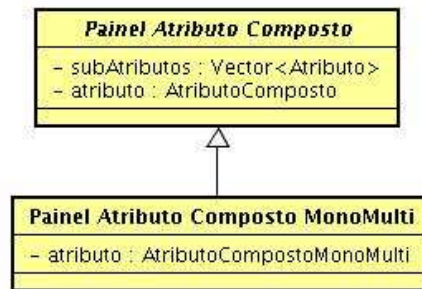 Painel Atributo Composto
- subAtributos : Vector<Atributo>
- atributo : AtributoComposto
Painel Atributo Composto MonoMulti
- atributo : AtributoCompostoMonoMulti